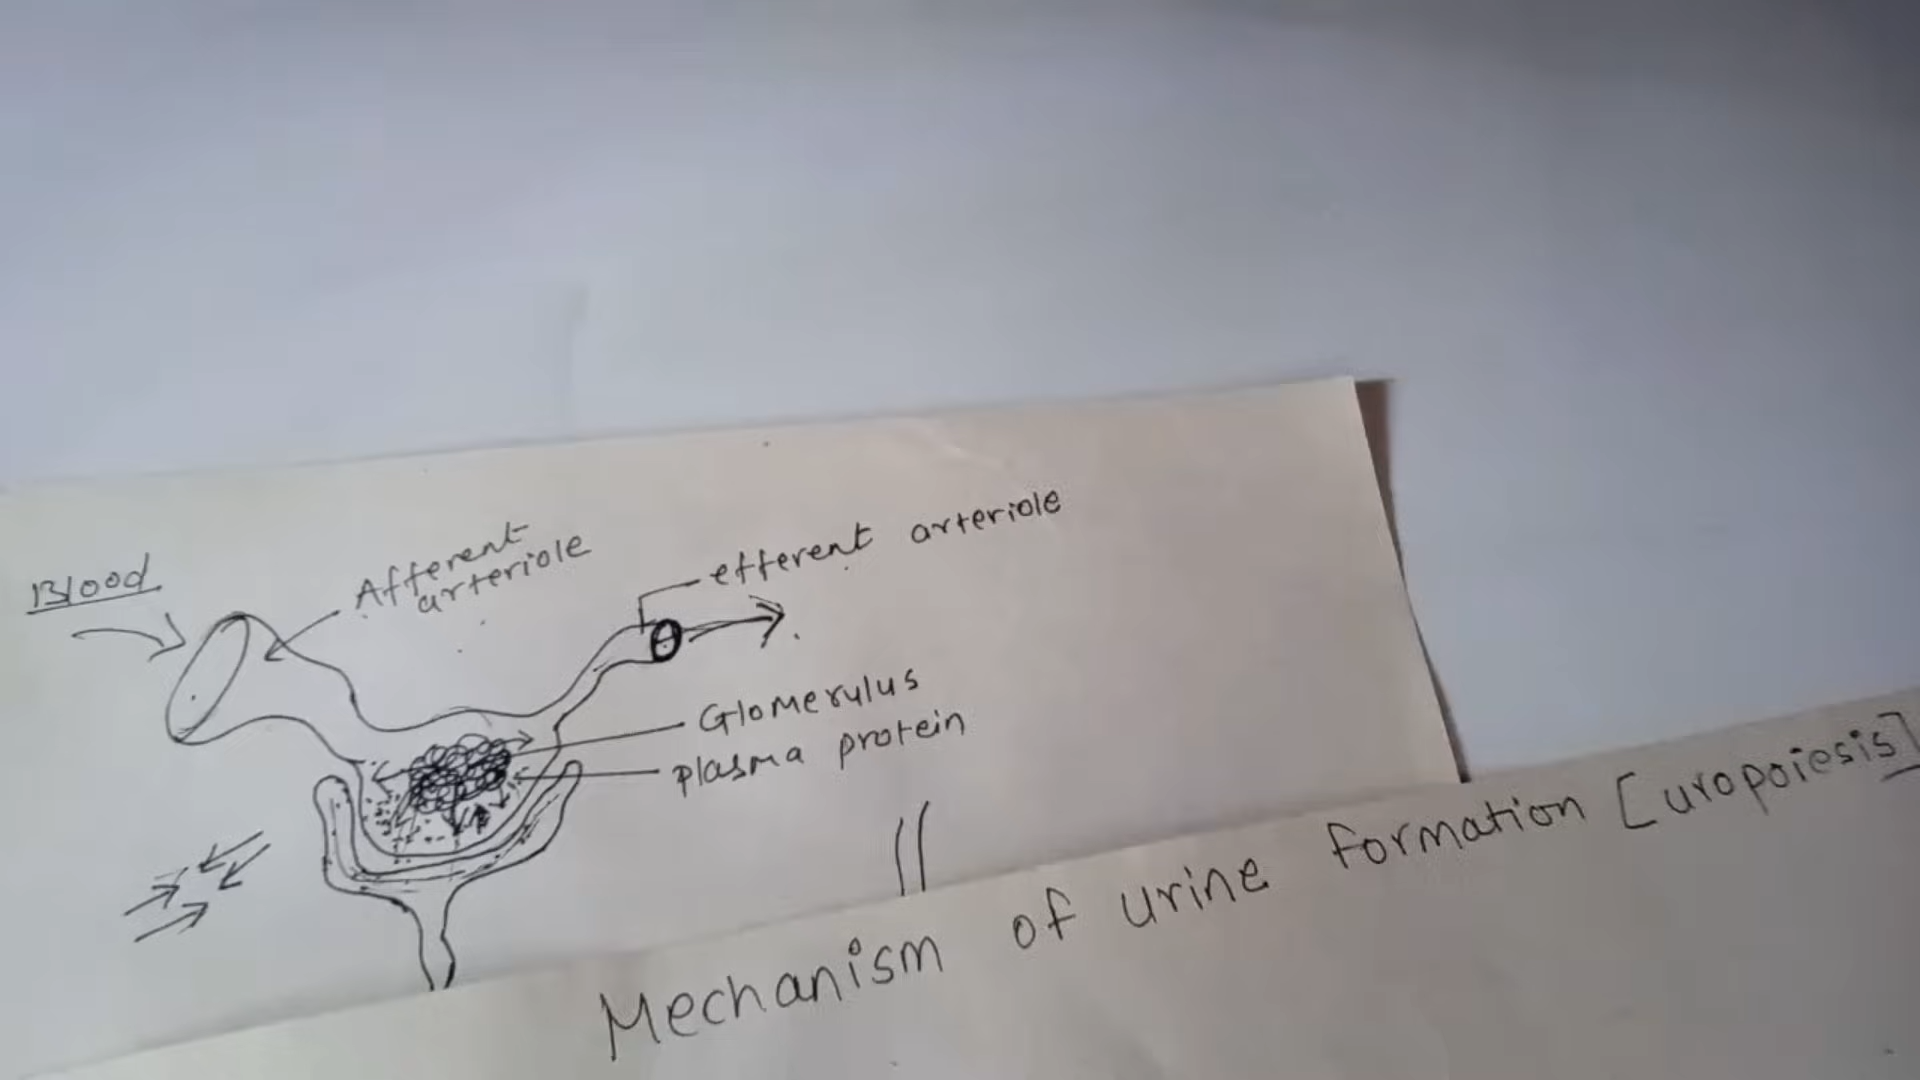 Blood
Afferent
arteriole
efferent arteriole
Glomerulus
plasma protein
Mechanism of urine formation [uropoiesis]